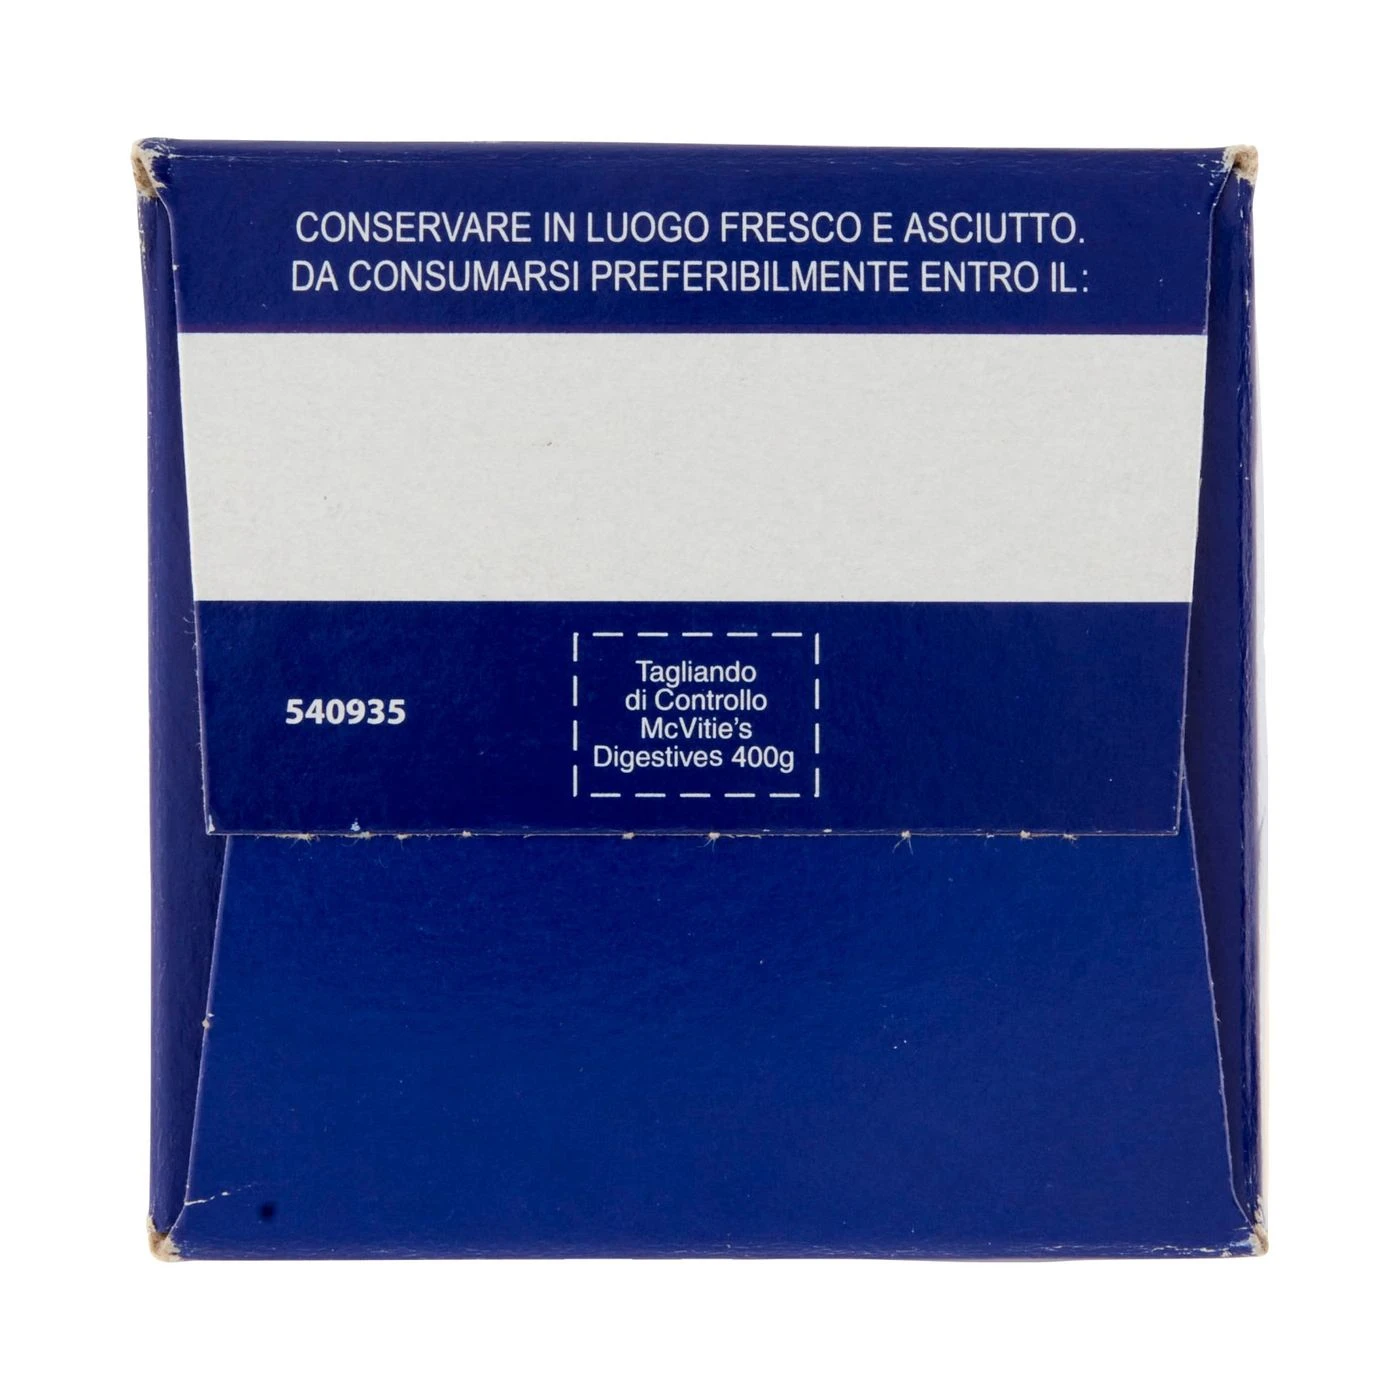 CONSERVARE IN LUOGO FRESCO E ASCIUTTO.
DA CONSUMARSI PREFERIBILMENTE ENTRO IL:
540935
Tagliando
di Controllo
McVitie's
Digestives 400g